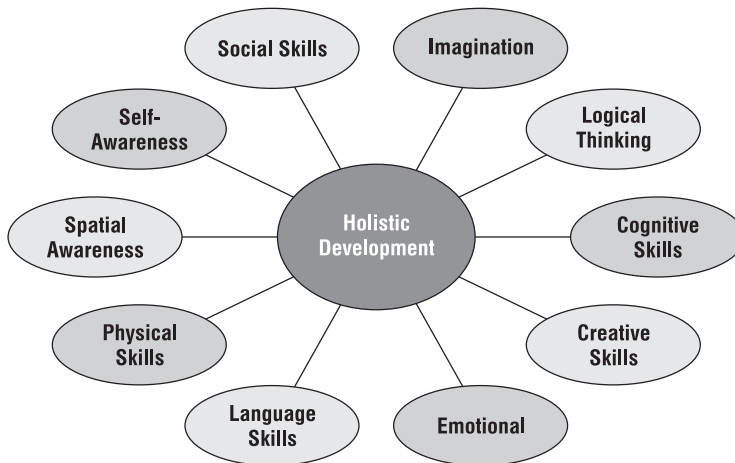 Social Skills
Imagination
Self-
Awareness
Logical
Thinking
Holistic
Development
Spatial
Awareness
Cognitive
Skills
Physical
Skills
Creative
Skills
Language
Skills
Emotional